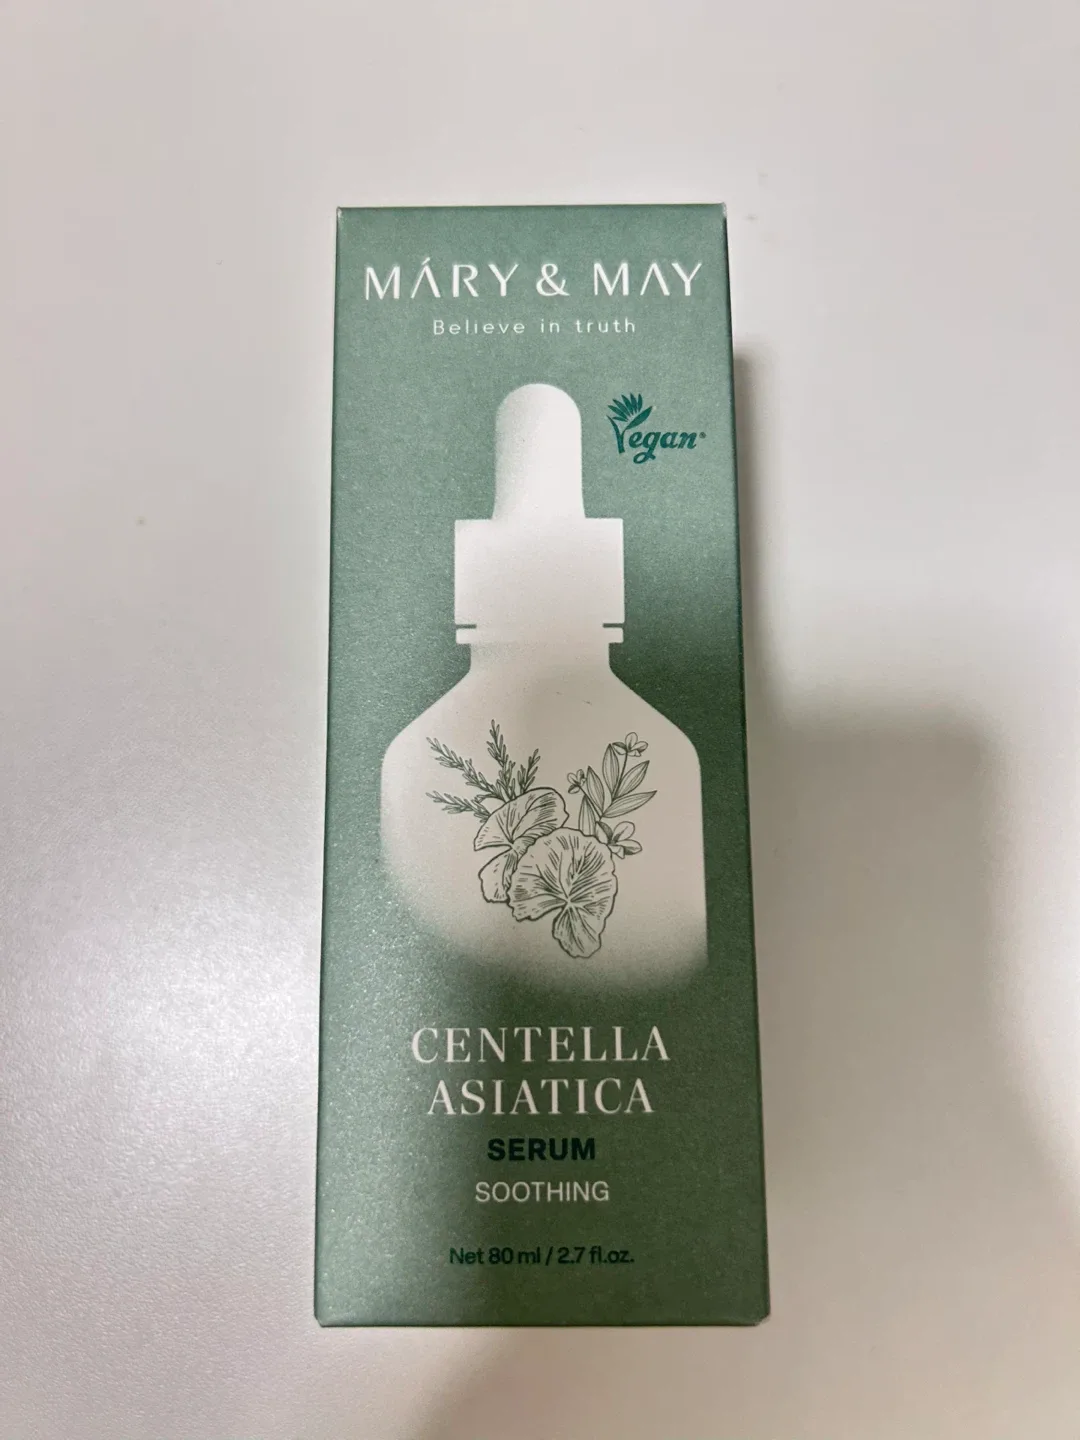 MÁRY & MAY
Believe in truth
Vegan®
CENTELLA
ASIATICA
SERUM
SOOTHING
Net 80 ml / 2.7 fl.oz.